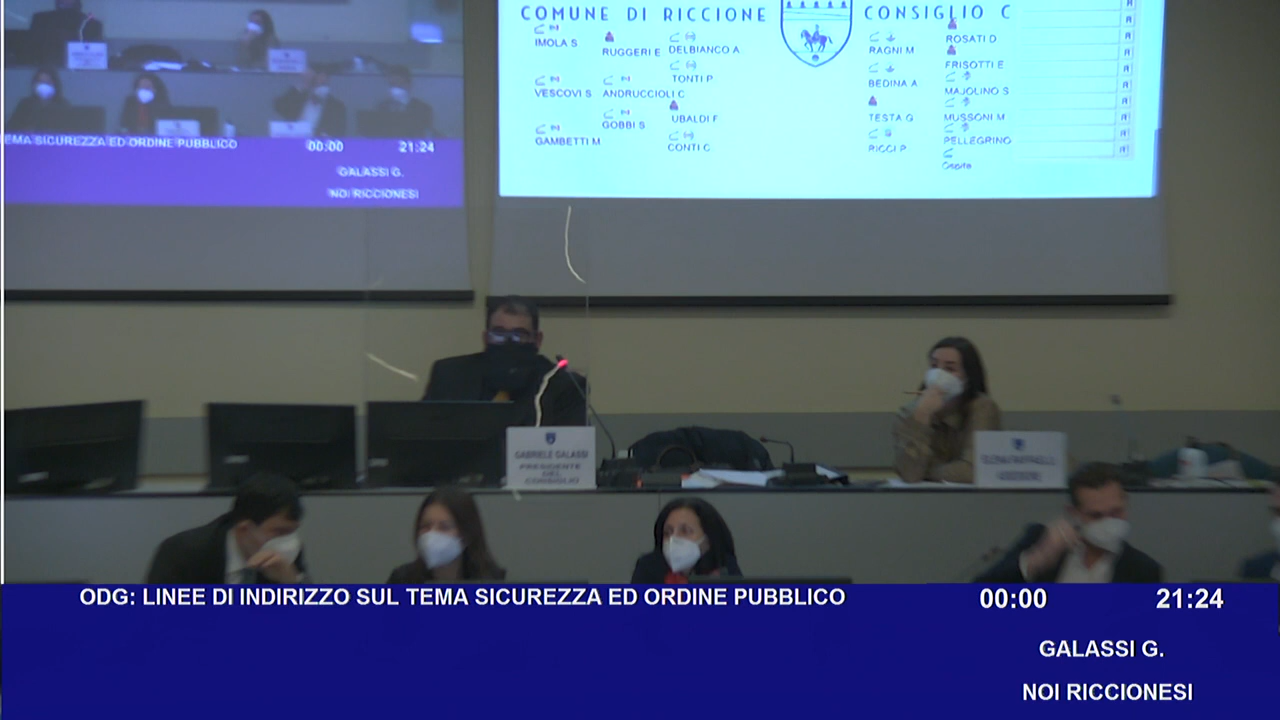 EMA SICUREZZA ED ORDINE PUBBLICO
00:00
21:24
GALASSI G.
NOI RICCIONESI
COMUNE DI RICCIONE
CONSIGLIO C
IMOLA S
RUGGERI E
DELBIANCO A
TONTI P
VESCOVI S
ANDRUCCIOLI C
GOBBI S
UBALDI F
GAMBETTI M
CONTI C
RAGNI M
ROSATI D
FRISOTTI E
BEDINA A
MAJOLINO S
TESTA G
MUSSONI M
RICCI P
PELLEGRINO
Ospite
GABRIELE GALASSI
PRESIDENTE
DEL
CONSIGLIO
ODG: LINEE DI INDIRIZZO SUL TEMA SICUREZZA ED ORDINE PUBBLICO
00:00
21:24
GALASSI G.
NOI RICCIONESI